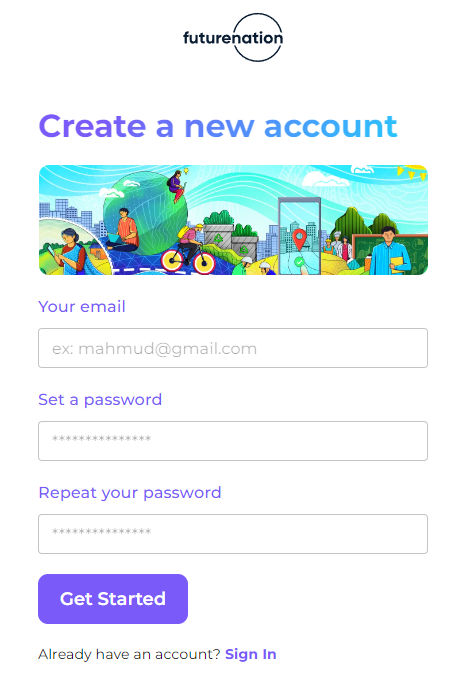 futurenation
Create a new account
Your email
ex: mahmud@gmail.com
Set a password
***************
Repeat your password
***************
Get Started
Already have an account? Sign In